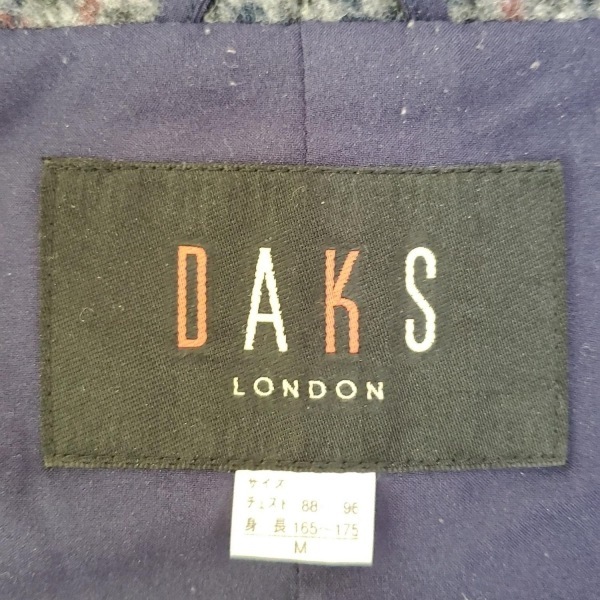 DAKS
LONDON
サイズ
チェスト 88~96
身長 165~175
M